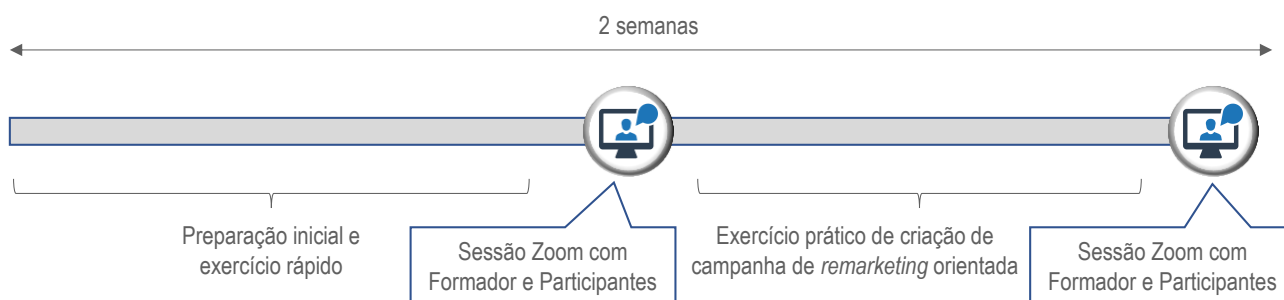 2 semanas
Preparação inicial e
exercício rápido
Sessão Zoom com
Formador e Participantes
Exercício prático de criação de
campanha de remarketing orientada
Sessão Zoom com
Formador e Participantes